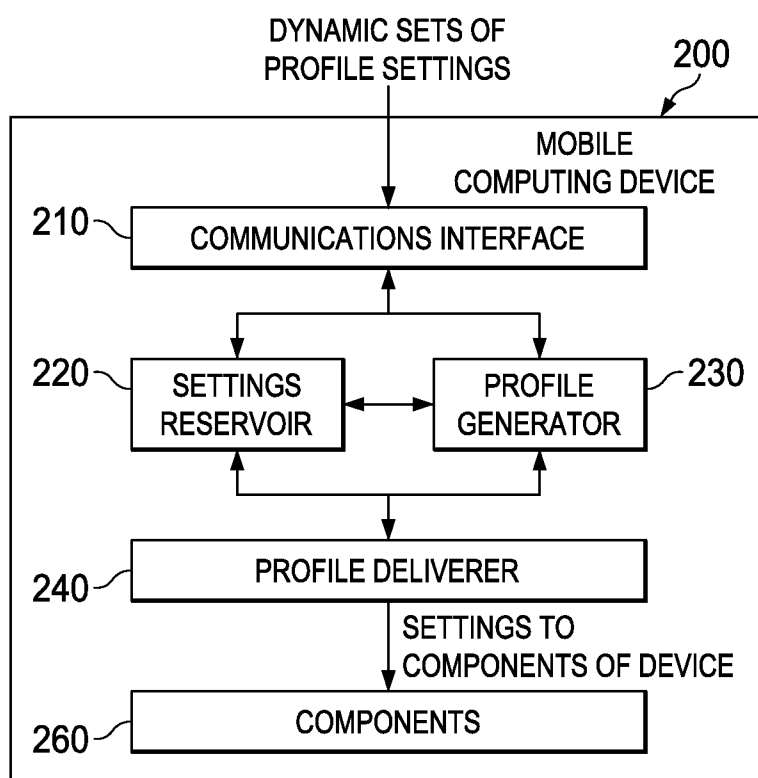 DYNAMIC SETS OF
PROFILE SETTINGS
200
MOBILE
COMPUTING DEVICE
210
COMMUNICATIONS INTERFACE
220
SETTINGS
RESERVOIR
PROFILE
GENERATOR
230
240
PROFILE DELIVERER
SETTINGS TO
COMPONENTS OF DEVICE
260
COMPONENTS